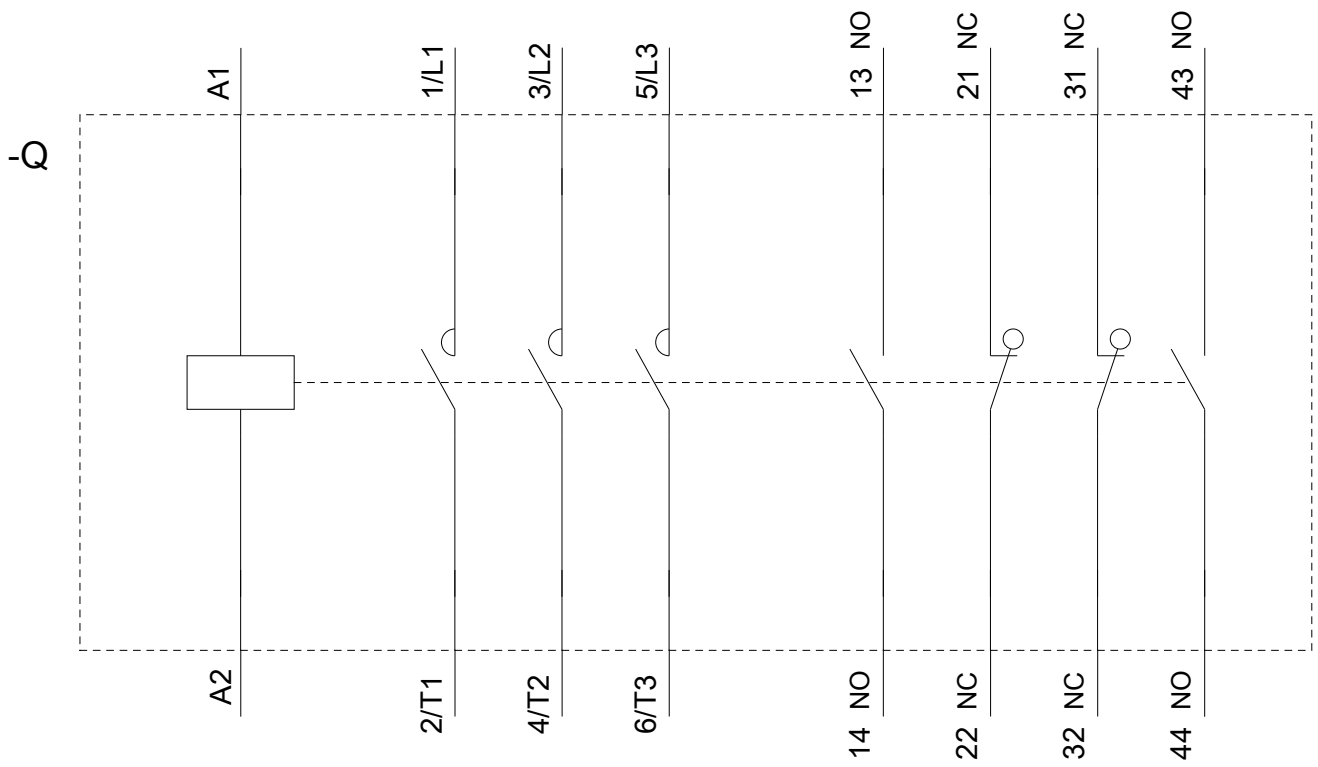 A1
1/L1
3/L2
5/L3
13 NO
21 NC
31 NC
43 NO
-Q
A2
2/T1
4/T2
6/T3
14 NO
22 NC
32 NC
44 NO